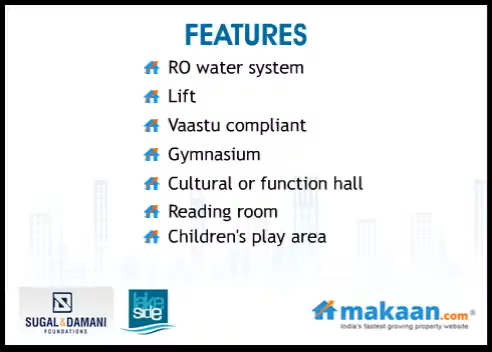 FEATURES
RO water system
Lift
Vaastu compliant
Gymnasium
Cultural or function hall
Reading room
Children's play area
SUGAL & DAMANI
FOUNDATIONS
lake
side
makaan.com®
India's fastest growing property website